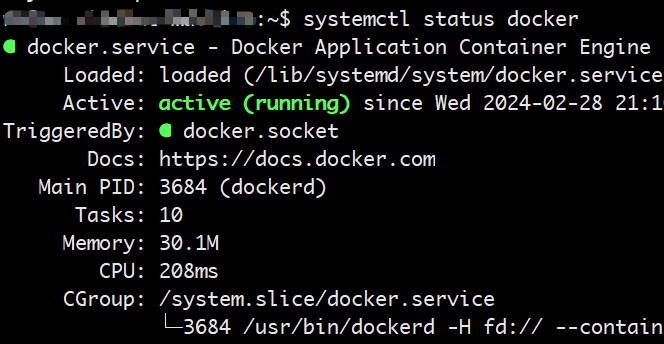 :~$ systemctl status docker
● docker.service - Docker Application Container Engine
Loaded: loaded (/lib/systemd/system/docker.service
Active: active (running) since Wed 2024-02-28 21:1
TriggeredBy: ● docker.socket
Docs: https://docs.docker.com
Main PID: 3684 (dockerd)
Tasks: 10
Memory: 30.1M
CPU: 208ms
CGroup: /system.slice/docker.service
└─3684 /usr/bin/dockerd -H fd:// --contain